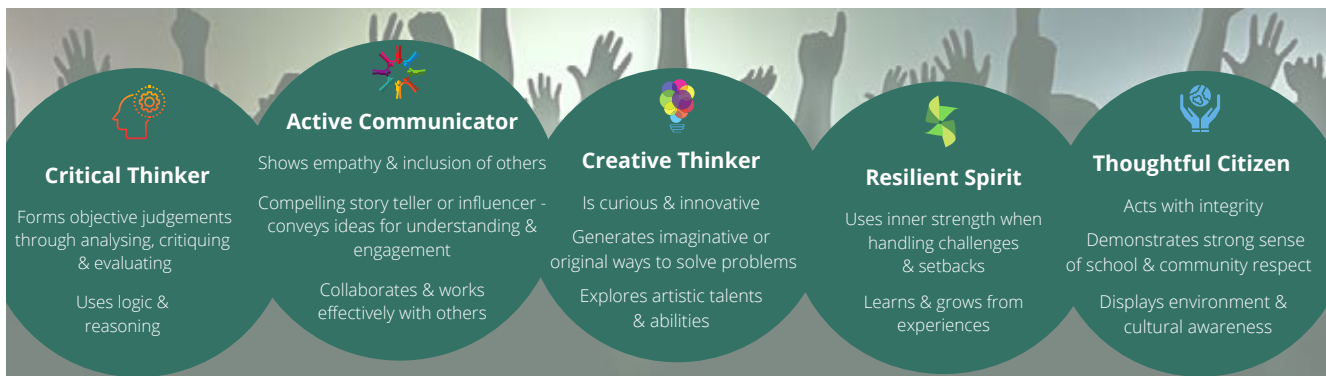 Critical Thinker
Forms objective judgements
through analysing, critiquing
& evaluating
Uses logic &
reasoning
Active Communicator
Shows empathy & inclusion of others
Compelling story teller or influencer -
conveys ideas for understanding &
engagement
Collaborates & works
effectively with others
Creative Thinker
Is curious & innovative
Generates imaginative or
original ways to solve problems
Explores artistic talents
& abilities
Resilient Spirit
Uses inner strength when
handling challenges
& setbacks
Learns & grows from
experiences
Thoughtful Citizen
Acts with integrity
Demonstrates strong sense
of school & community respect
Displays environment &
cultural awareness